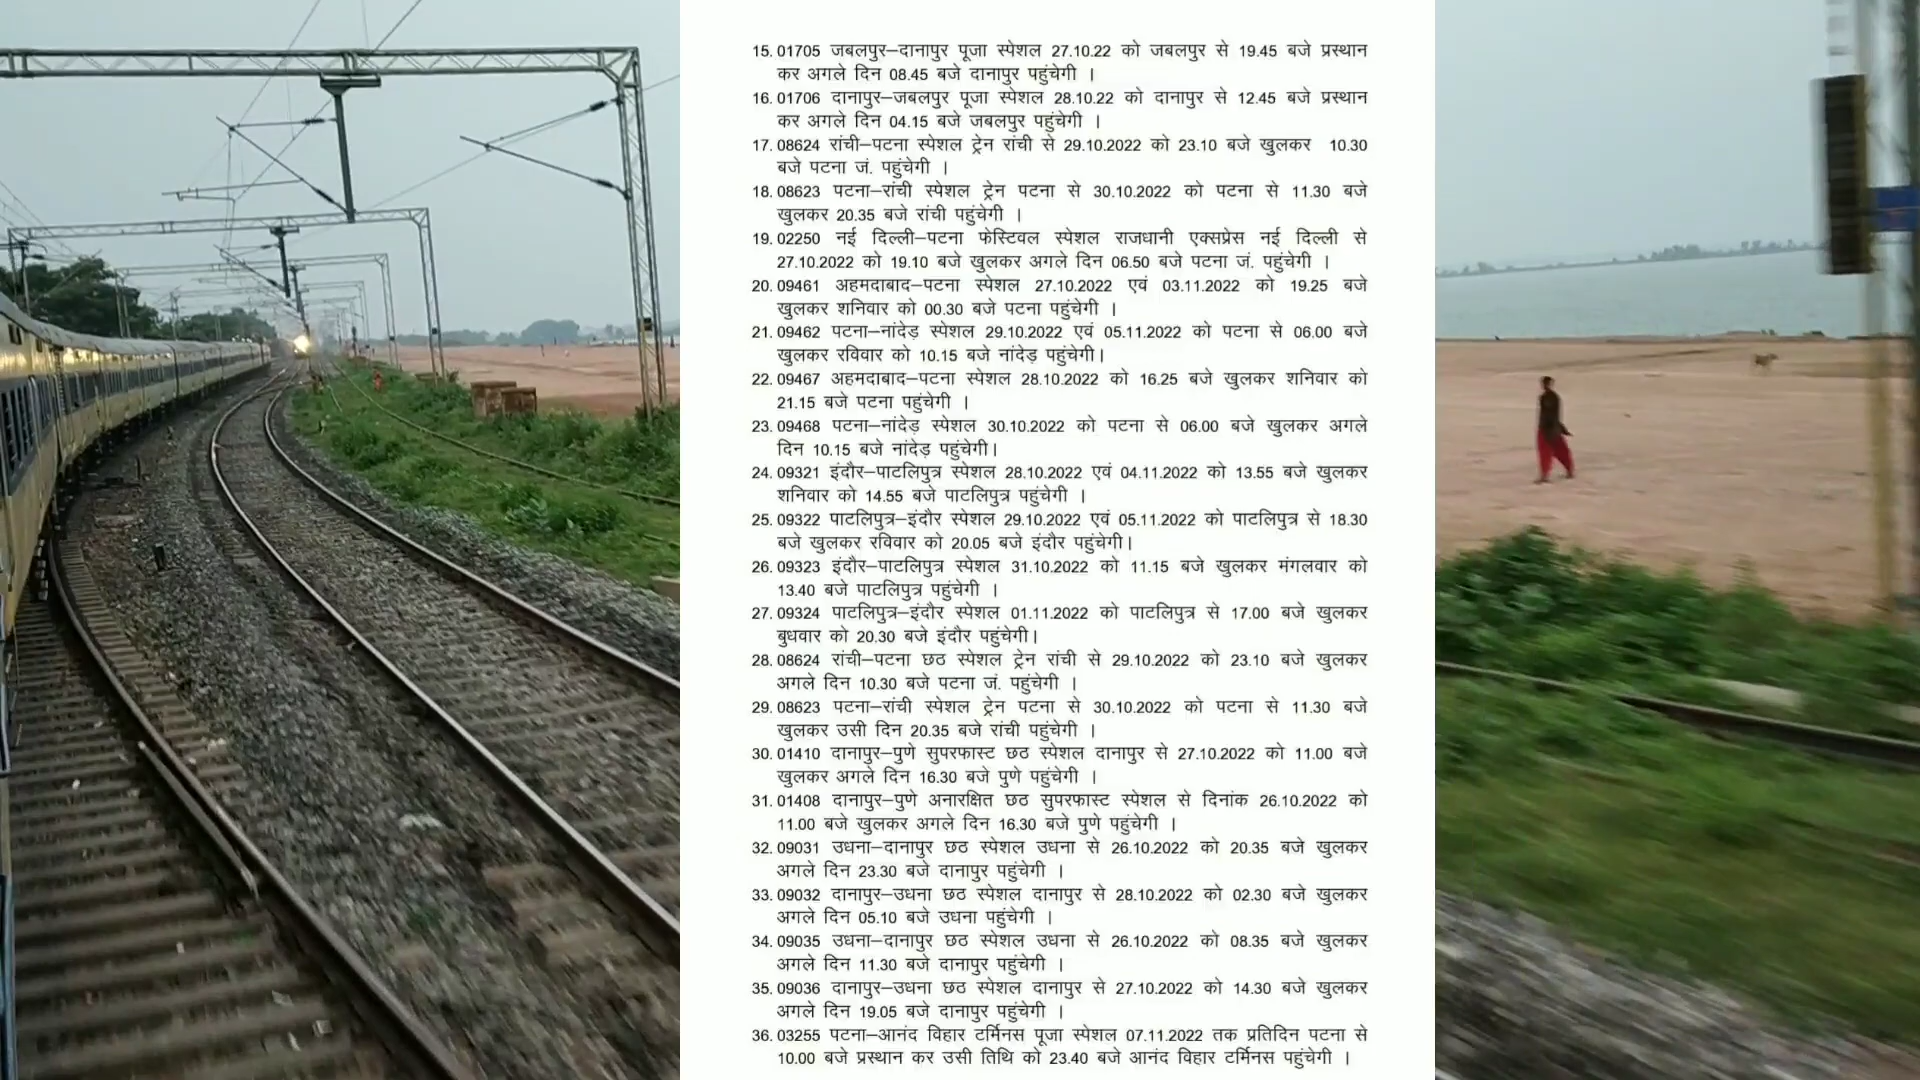 15. 01705 जबलपुर–दानापुर पूजा स्पेशल 27.10.22 को जबलपुर से 19.45 बजे प्रस्थान
कर अगले दिन 08.45 बजे दानापुर पहुंचेगी ।
16. 01706 दानापुर–जबलपुर पूजा स्पेशल 28.10.22 को दानापुर से 12.45 बजे प्रस्थान
कर अगले दिन 04.15 बजे जबलपुर पहुंचेगी ।
17. 08624 रांची–पटना स्पेशल ट्रेन रांची से 29.10.2022 को 23.10 बजे खुलकर 10.30
बजे पटना जं. पहुंचेगी ।
18. 08623 पटना–रांची स्पेशल ट्रेन पटना से 30.10.2022 को पटना से 11.30 बजे
खुलकर 20.35 बजे रांची पहुंचेगी ।
19. 02250 नई दिल्ली–पटना फेस्टिवल स्पेशल राजधानी एक्सप्रेस नई दिल्ली से
27.10.2022 को 19.10 बजे खुलकर अगले दिन 06.50 बजे पटना जं. पहुंचेगी ।
20. 09461 अहमदाबाद–पटना स्पेशल 27.10.2022 एवं 03.11.2022 को 19.25 बजे
खुलकर शनिवार को 00.30 बजे पटना पहुंचेगी ।
21. 09462 पटना–नांदेड़ स्पेशल 29.10.2022 एवं 05.11.2022 को पटना से 06.00 बजे
खुलकर रविवार को 10.15 बजे नांदेड़ पहुंचेगी।
22. 09467 अहमदाबाद–पटना स्पेशल 28.10.2022 को 16.25 बजे खुलकर शनिवार को
21.15 बजे पटना पहुंचेगी ।
23. 09468 पटना–नांदेड़ स्पेशल 30.10.2022 को पटना से 06.00 बजे खुलकर अगले
दिन 10.15 बजे नांदेड़ पहुंचेगी।
24. 09321 इंदौर–पाटलिपुत्र स्पेशल 28.10.2022 एवं 04.11.2022 को 13.55 बजे खुलकर
शनिवार को 14.55 बजे पाटलिपुत्र पहुंचेगी ।
25. 09322 पाटलिपुत्र–इंदौर स्पेशल 29.10.2022 एवं 05.11.2022 को पाटलिपुत्र से 18.30
बजे खुलकर रविवार को 20.05 बजे इंदौर पहुंचेगी।
26. 09323 इंदौर–पाटलिपुत्र स्पेशल 31.10.2022 को 11.15 बजे खुलकर मंगलवार को
13.40 बजे पाटलिपुत्र पहुंचेगी ।
27. 09324 पाटलिपुत्र–इंदौर स्पेशल 01.11.2022 को पाटलिपुत्र से 17.00 बजे खुलकर
बुधवार को 20.30 बजे इंदौर पहुंचेगी।
28. 08624 रांची–पटना छठ स्पेशल ट्रेन रांची से 29.10.2022 को 23.10 बजे खुलकर
अगले दिन 10.30 बजे पटना जं. पहुंचेगी ।
29. 08623 पटना–रांची स्पेशल ट्रेन पटना से 30.10.2022 को पटना से 11.30 बजे
खुलकर उसी दिन 20.35 बजे रांची पहुंचेगी ।
30. 01410 दानापुर–पुणे सुपरफास्ट छठ स्पेशल दानापुर से 27.10.2022 को 11.00 बजे
खुलकर अगले दिन 16.30 बजे पुणे पहुंचेगी ।
31. 01408 दानापुर–पुणे अनारक्षित छठ सुपरफास्ट स्पेशल से दिनांक 26.10.2022 को
11.00 बजे खुलकर अगले दिन 16.30 बजे पुणे पहुंचेगी ।
32. 09031 उधना–दानापुर छठ स्पेशल उधना से 26.10.2022 को 20.35 बजे खुलकर
अगले दिन 23.30 बजे दानापुर पहुंचेगी ।
33. 09032 दानापुर–उधना छठ स्पेशल दानापुर से 28.10.2022 को 02.30 बजे खुलकर
अगले दिन 05.10 बजे उधना पहुंचेगी ।
34. 09035 उधना–दानापुर छठ स्पेशल उधना से 26.10.2022 को 08.35 बजे खुलकर
अगले दिन 11.30 बजे दानापुर पहुंचेगी ।
35. 09036 दानापुर–उधना छठ स्पेशल दानापुर से 27.10.2022 को 14.30 बजे खुलकर
अगले दिन 19.05 बजे दानापुर पहुंचेगी ।
36. 03255 पटना–आनंद विहार टर्मिनस पूजा स्पेशल 07.11.2022 तक प्रतिदिन पटना से
10.00 बजे प्रस्थान कर उसी तिथि को 23.40 बजे आनंद विहार टर्मिनस पहुंचेगी ।